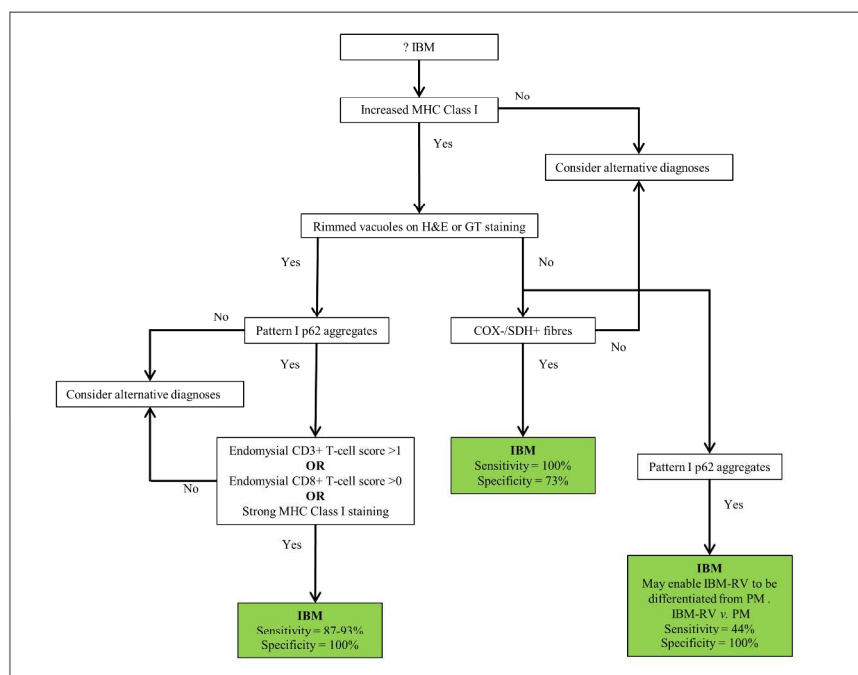 ? IBM
No
Increased MHC Class I
Yes
Consider alternative diagnoses
Rimmed vacuoles on H&E or GT staining
Yes
No
No
Pattern I p62 aggregates
COX-/SDH+ fibres
No
Yes
Yes
Consider alternative diagnoses
Endomysial CD3+ T-cell score >1
OR
Endomysial CD8+ T-cell score >0
OR
Strong MHC Class I staining
No
IBM
Sensitivity = 100%
Specificity = 73%
Pattern I p62 aggregates
Yes
Yes
IBM
Sensitivity = 87-93%
Specificity = 100%
IBM
May enable IBM-RV to be
differentiated from PM .
IBM-RV v. PM
Sensitivity = 44%
Specificity = 100%